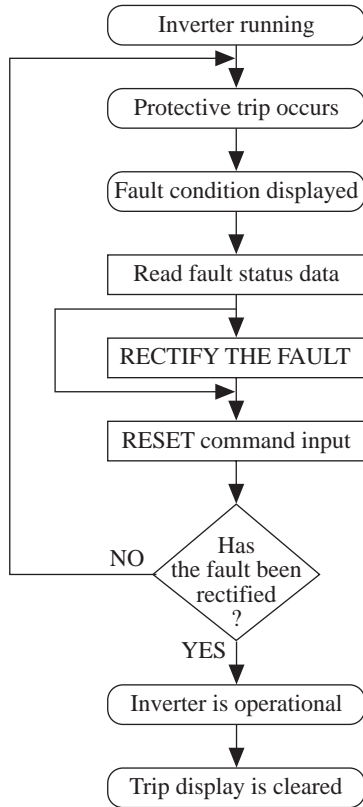 Inverter running
Protective trip occurs
Fault condition displayed
Read fault status data
RECTIFY THE FAULT
RESET command input
Has
the fault been
rectified
?
NO
YES
Inverter is operational
Trip display is cleared